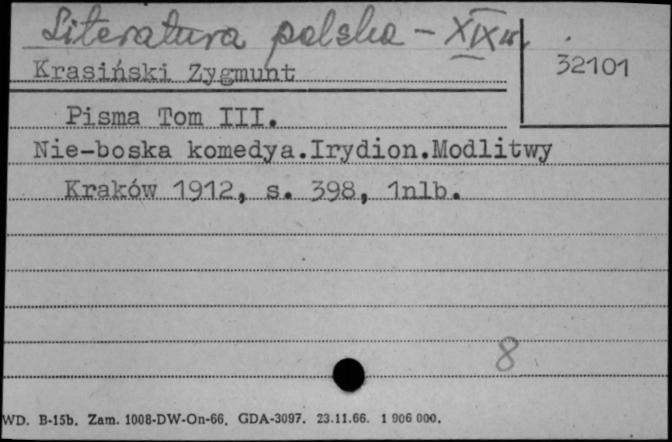 Literatura polska - XIX w.
Krasiński Zygmunt
32101
Pisma Tom III.
Nie-boska komedya.Irydion.Modlitwy
Kraków 1912, s. 398, 1nlb.
8
WD. B-15b. Zam. 1008-DW-On-66. GDA-3097. 23.11.66. 1 906 000.